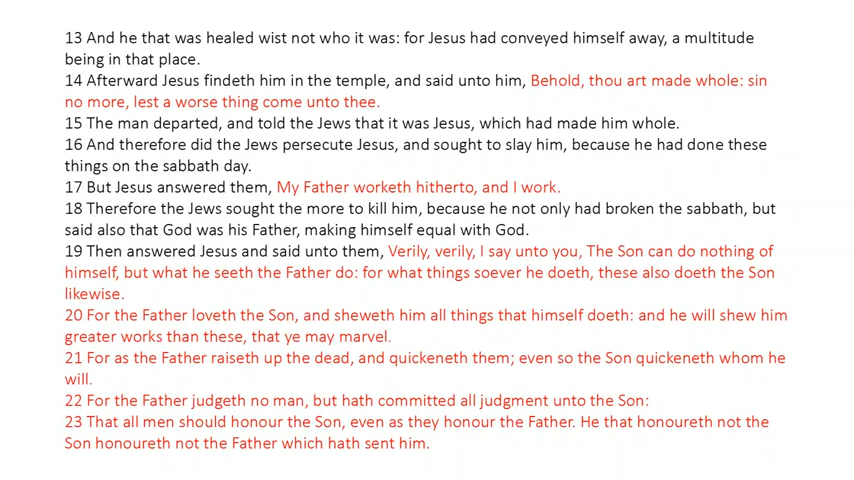 13 And he that was healed wist not who it was: for Jesus had conveyed himself away, a multitude
being in that place.
14 Afterward Jesus findeth him in the temple, and said unto him, Behold, thou art made whole: sin
no more, lest a worse thing come unto thee.
15 The man departed, and told the Jews that it was Jesus, which had made him whole.
16 And therefore did the Jews persecute Jesus, and sought to slay him, because he had done these
things on the sabbath day.
17 But Jesus answered them, My Father worketh hitherto, and I work.
18 Therefore the Jews sought the more to kill him, because he not only had broken the sabbath, but
said also that God was his Father, making himself equal with God.
19 Then answered Jesus and said unto them, Verily, verily, I say unto you, The Son can do nothing of
himself, but what he seeth the Father do: for what things soever he doeth, these also doeth the Son
likewise.
20 For the Father loveth the Son, and sheweth him all things that himself doeth: and he will shew him
greater works than these, that ye may marvel.
21 For as the Father raiseth up the dead, and quickeneth them; even so the Son quickeneth whom he
will.
22 For the Father judgeth no man, but hath committed all judgment unto the Son:
23 That all men should honour the Son, even as they honour the Father. He that honoureth not the
Son honoureth not the Father which hath sent him.